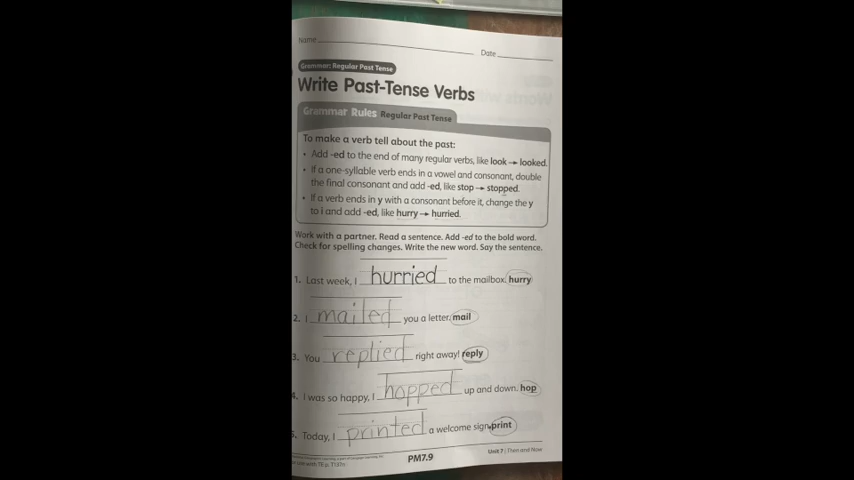 Name
Date
Grammar: Regular Past Tense
Write Past-Tense Verbs
Grammar Rules Regular Past Tense
To make a verb tell about the past:
• Add -ed to the end of many regular verbs, like look → looked.
• If a one-syllable verb ends in a vowel and consonant, double
the final consonant and add -ed, like stop → stopped.
• If a verb ends in y with a consonant before it, change the y
to i and add -ed, like hurry → hurried.
Work with a partner. Read a sentence. Add -ed to the bold word.
Check for spelling changes. Write the new word. Say the sentence.
1. Last week, I hurried to the mailbox. hurry
2. I mailed you a letter. mail
3. You replied right away! reply
4. I was so happy, I hopped up and down. hop
5. Today, I printed a welcome sign. print
PM7.9
Unit 7 | Then and Now